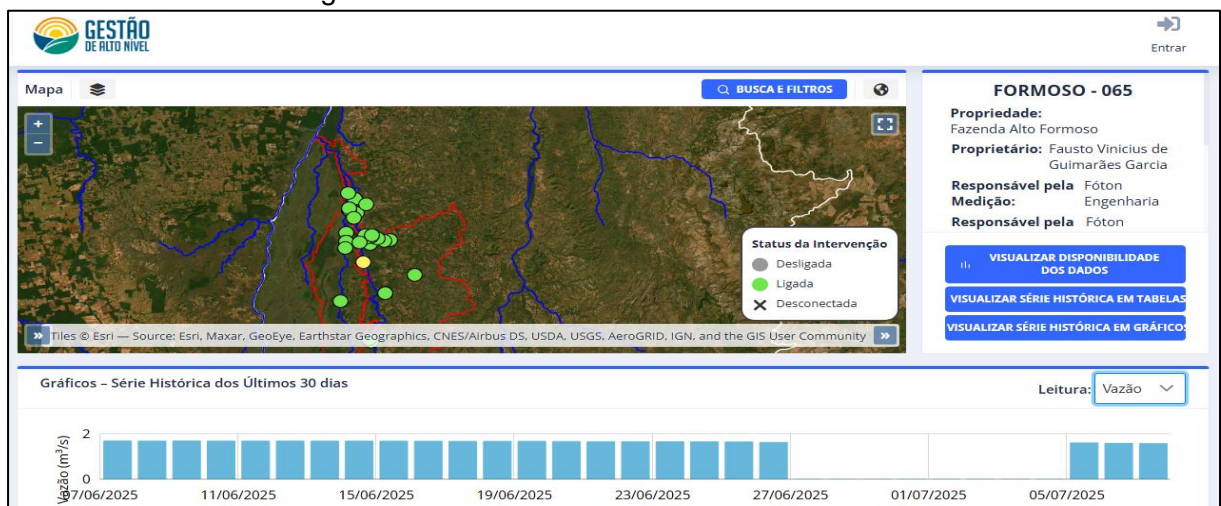 GESTÃO
DE ALTO NÍVEL
Entrar
Mapa
BUSCA E FILTROS
+
−
Status da Intervenção
Desligada
Ligada
Desconectada
» Tiles © Esri — Source: Esri, Maxar, GeoEye, Earthstar Geographics, CNES/Airbus DS, USDA, USGS, AeroGRID, IGN, and the GIS User Community »
FORMOSO - 065
Propriedade:
Fazenda Alto Formoso
Proprietário: Fausto Vinicius de
Guimarães Garcia
Responsável pela Fóton
Medição: Engenharia
Responsável pela Fóton
VISUALIZAR DISPONIBILIDADE
DOS DADOS
VISUALIZAR SÉRIE HISTÓRICA EM TABELAS
VISUALIZAR SÉRIE HISTÓRICA EM GRÁFICOS
Gráficos – Série Histórica dos Últimos 30 dias
Leitura: Vazão
Vazão (m³/s)
2
0
07/06/2025 11/06/2025 15/06/2025 19/06/2025 23/06/2025 27/06/2025 01/07/2025 05/07/2025